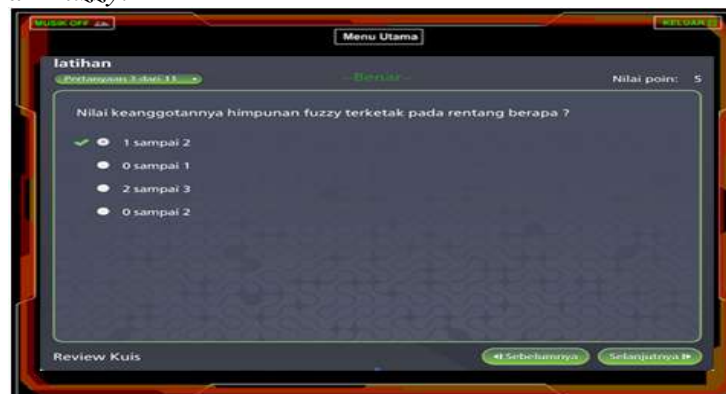 MUSIK OFF
KELUAR
Menu Utama
latihan
Pertanyaan 3 dari 11
--Benar--
Nilai poin: 5
Nilai keanggotannya himpunan fuzzy terketak pada rentang berapa ?
1 sampai 2
0 sampai 1
2 sampai 3
0 sampai 2
Review Kuis
Sebelumnya
Selanjutnya